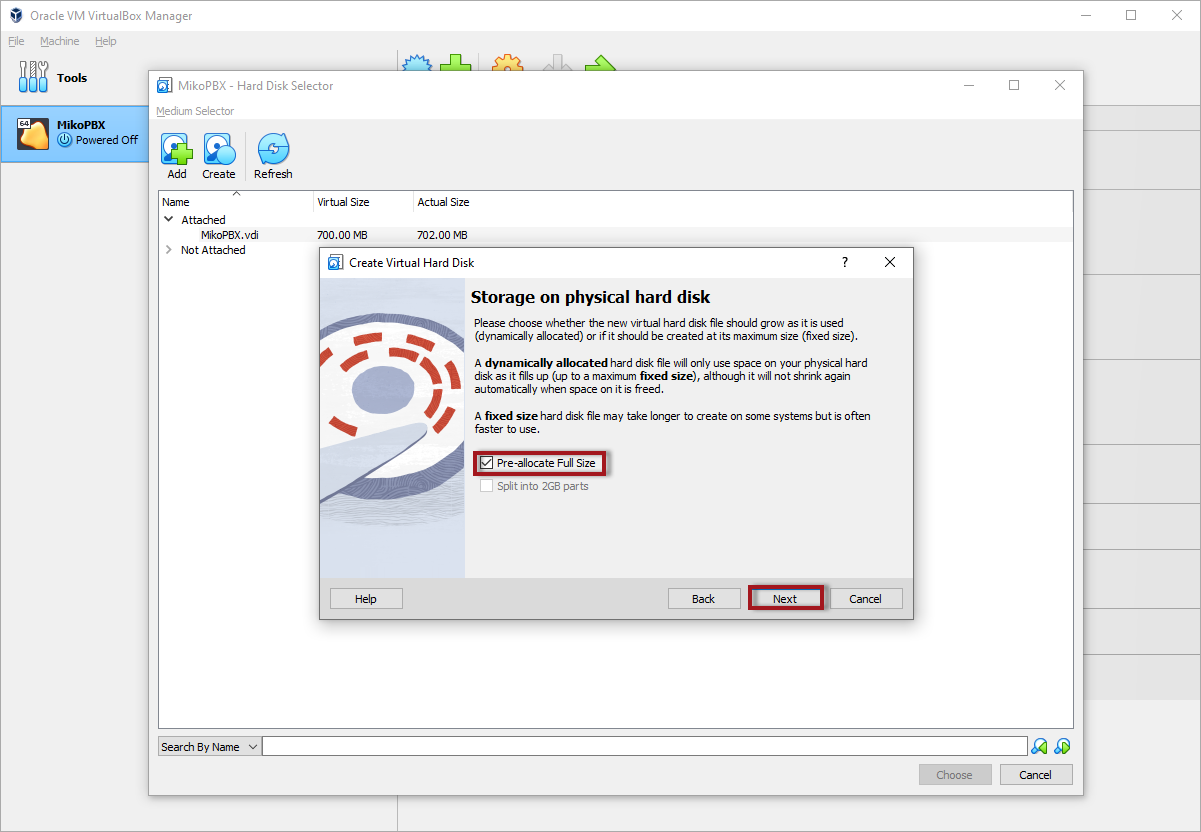 Oracle VM VirtualBox Manager
File Machine Help
Tools
64
MikoPBX
Powered Off
MikoPBX - Hard Disk Selector
Medium Selector
Add Create Refresh
Name Virtual Size Actual Size
Attached
MikoPBX.vdi 700.00 MB 702.00 MB
Not Attached
Create Virtual Hard Disk ?
Storage on physical hard disk
Please choose whether the new virtual hard disk file should grow as it is used
(dynamically allocated) or if it should be created at its maximum size (fixed size).
A dynamically allocated hard disk file will only use space on your physical hard
disk as it fills up (up to a maximum fixed size), although it will not shrink again
automatically when space on it is freed.
A fixed size hard disk file may take longer to create on some systems but is often
faster to use.
Pre-allocate Full Size
Split into 2GB parts
Help Back Next Cancel
Search By Name
Choose Cancel